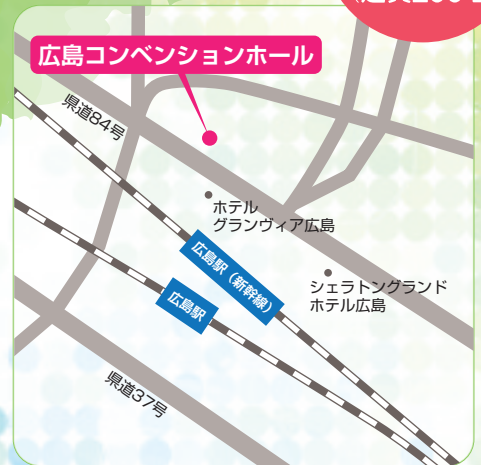 広島コンベンションホール
県道84号
ホテル
グランヴィア広島
広島駅（新幹線）
シェラトングランド
ホテル広島
広島駅
県道37号